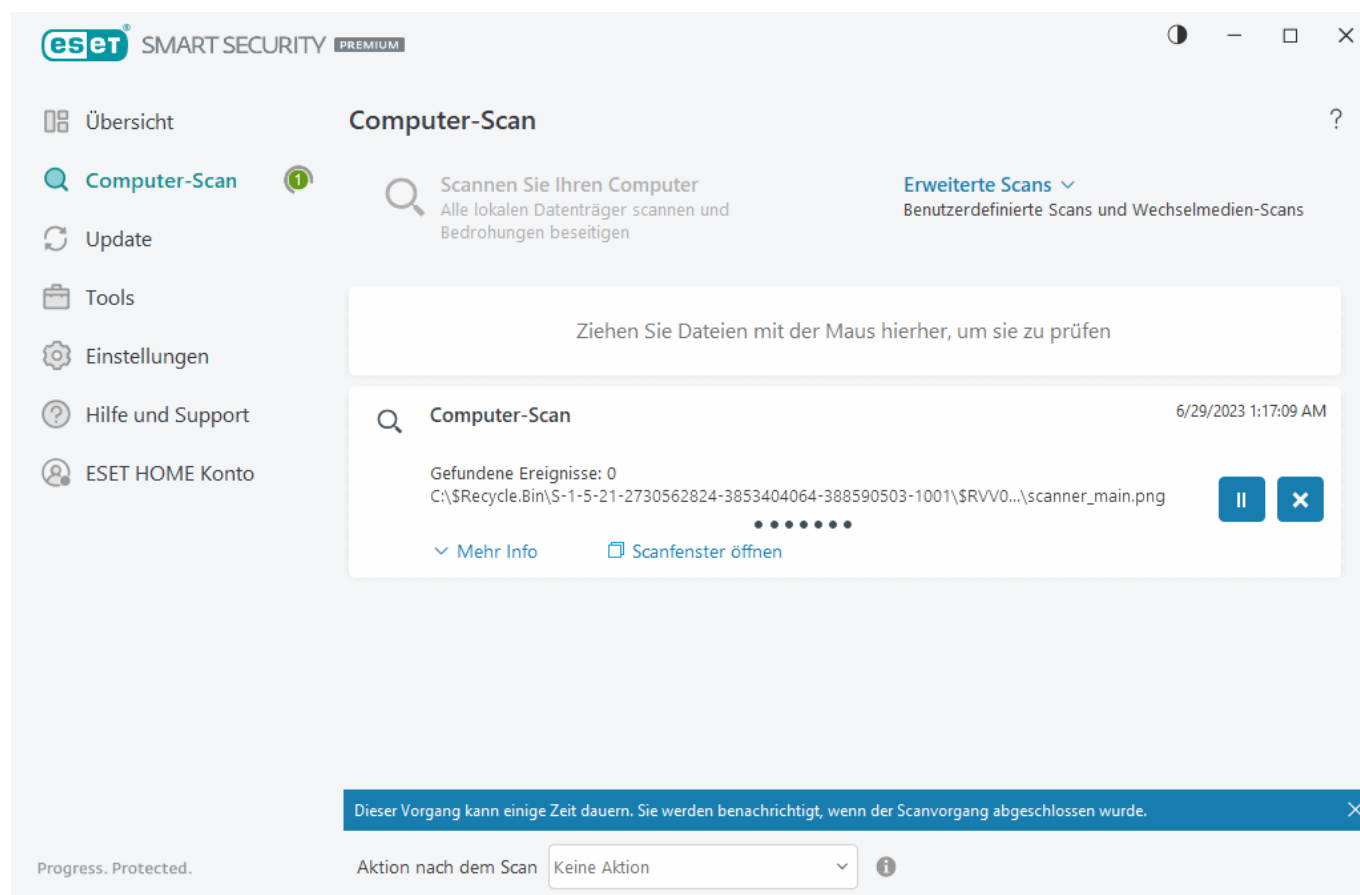 eset® SMART SECURITY PREMIUM
Übersicht
Computer-Scan 1
Update
Tools
Einstellungen
Hilfe und Support
ESET HOME Konto
Computer-Scan ?
Scannen Sie Ihren Computer
Alle lokalen Datenträger scannen und
Bedrohungen beseitigen
Erweiterte Scans
Benutzerdefinierte Scans und Wechselmedien-Scans
Ziehen Sie Dateien mit der Maus hierher, um sie zu prüfen
Computer-Scan 6/29/2023 1:17:09 AM
Gefundene Ereignisse: 0
C:\$Recycle.Bin\S-1-5-21-2730562824-3853404064-388590503-1001\$RVV0...\scanner_main.png
Mehr Info Scanfenster öffnen
Dieser Vorgang kann einige Zeit dauern. Sie werden benachrichtigt, wenn der Scanvorgang abgeschlossen wurde.
Progress. Protected.
Aktion nach dem Scan Keine Aktion